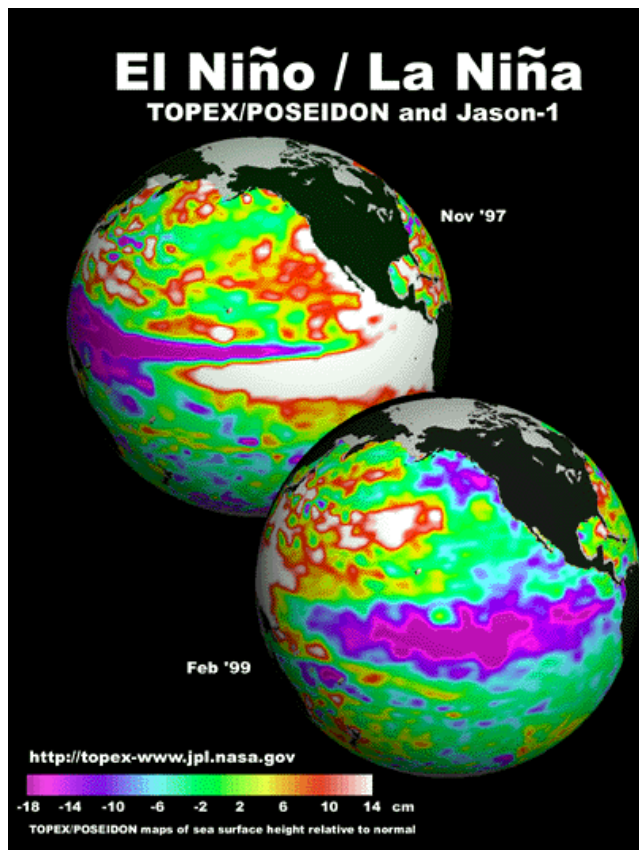 El Niño / La Niña
TOPEX/POSEIDON and Jason-1
Nov '97
Feb '99
http://topex-www.jpl.nasa.gov
-18 -14 -10 -6 -2 2 6 10 14 cm
TOPEX/POSEIDON maps of sea surface height relative to normal